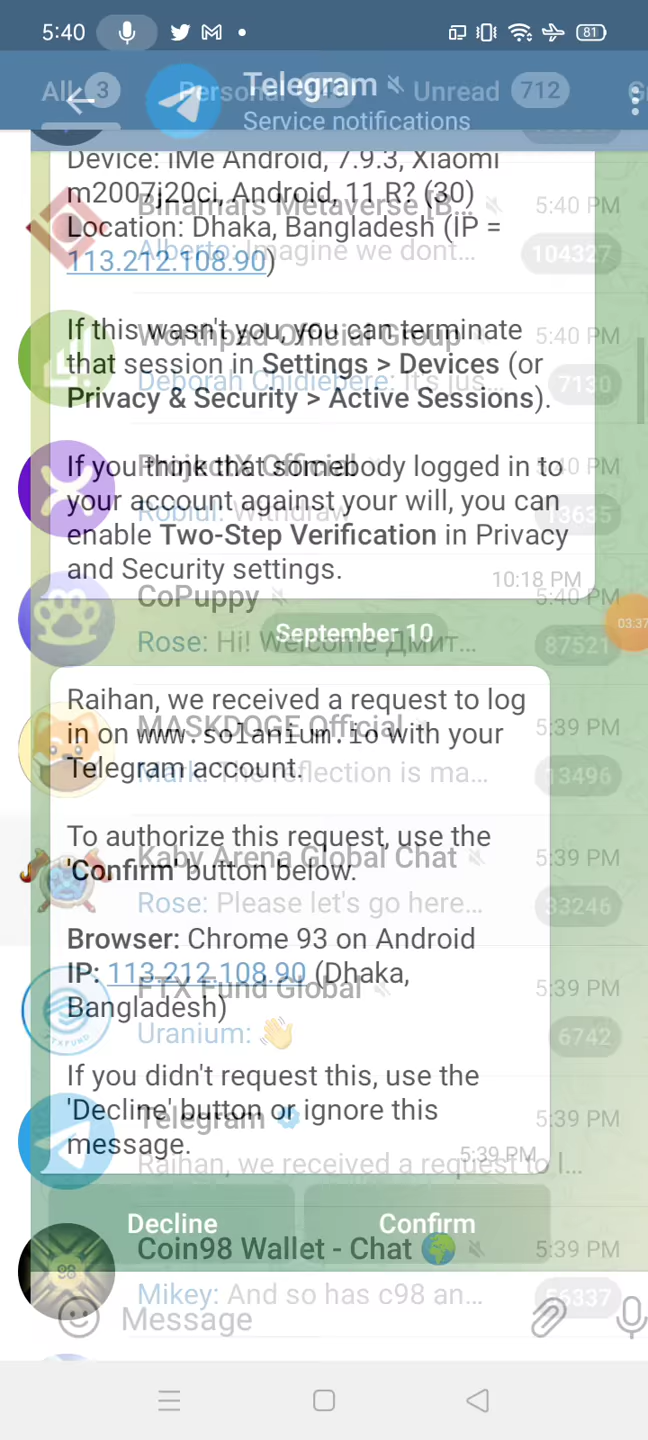 5:40
81
All 3
Personal
Unread 712
Telegram
Service notifications
Device: iMe Android, 7.9.3, Xiaomi
m2007j20ci, Android, 11 R? (30)
Binamars Metaverse [B...
5:40 PM
Location: Dhaka, Bangladesh (IP =
Alberto: Imagine we dont...
104327
113.212.108.90)
If this wasn't you, you can terminate
Worthpad Official Group
5:40 PM
that session in Settings > Devices (or
Deborah Chidiebere: It's jus...
7130
Privacy & Security > Active Sessions).
If you think that somebody logged in to
ProjectX Official
5:40 PM
your account against your will, you can
Robiul: Withdraw
13635
enable Two-Step Verification in Privacy
and Security settings.
10:18 PM
CoPuppy
5:40 PM
03:37
September 10
Rose: Hi! Welcome Дмит...
87521
Raihan, we received a request to log
in on www.solanium.io with your
MASKDOGE Official
5:39 PM
Telegram account.
Mark: The reflection is ma...
13496
To authorize this request, use the
Kaby Arena Global Chat
5:39 PM
'Confirm' button below.
Rose: Please let's go here...
33246
Browser: Chrome 93 on Android
IP: 113.212.108.90 (Dhaka,
FTX Fund Global
5:39 PM
Bangladesh)
Uranium: 👋
6742
If you didn't request this, use the
'Decline' button or ignore this
Telegram
5:39 PM
message.
5:39 PM
Raihan, we received a request to l...
Decline
Confirm
98
Coin98 Wallet - Chat 🌍
5:39 PM
Mikey: And so has c98 an...
56337
Message